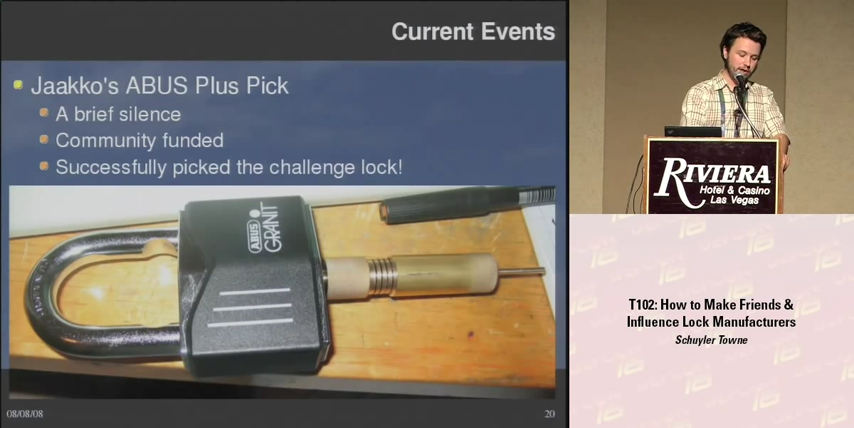 Current Events
Jaakko's ABUS Plus Pick
A brief silence
Community funded
Successfully picked the challenge lock!
ABUS
GRANIT
08/08/08
20
RIVIERA
Hotel & Casino
Las Vegas
T102: How to Make Friends &
Influence Lock Manufacturers
Schuyler Towne